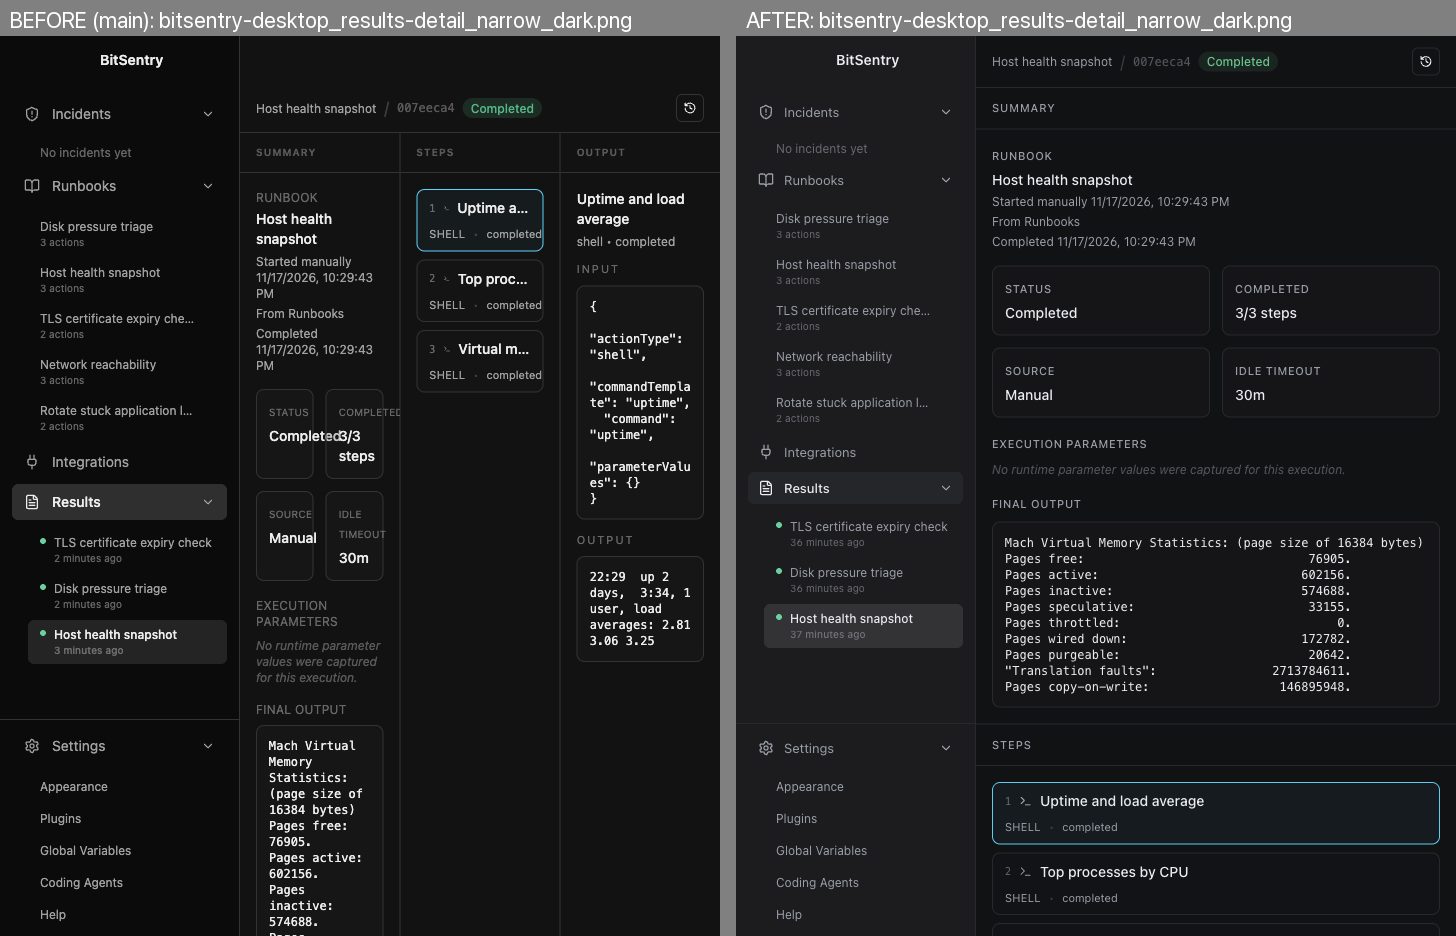 BEFORE (main): bitsentry-desktop_results-detail_narrow_dark.png
BitSentry
Incidents
No incidents yet
Runbooks
Disk pressure triage
3 actions
Host health snapshot
3 actions
TLS certificate expiry che...
2 actions
Network reachability
3 actions
Rotate stuck application l...
2 actions
Integrations
Results
TLS certificate expiry check
2 minutes ago
Disk pressure triage
2 minutes ago
Host health snapshot
3 minutes ago
Settings
Appearance
Plugins
Global Variables
Coding Agents
Help
Host health snapshot / 007eeca4 Completed
SUMMARY
RUNBOOK
Host health
snapshot
Started manually
11/17/2026, 10:29:43
PM
From Runbooks
Completed
11/17/2026, 10:29:43
PM
STATUS
Completed
COMPLETED
3/3
steps
SOURCE
Manual
IDLE
TIMEOUT
30m
EXECUTION
PARAMETERS
No runtime parameter
values were captured
for this execution.
FINAL OUTPUT
Mach Virtual
Memory
Statistics:
(page size of
16384 bytes)
Pages free:
76905.
Pages active:
602156.
Pages
inactive:
574688.
STEPS
1 Uptime a...
SHELL · completed
2 Top proc...
SHELL · completed
3 Virtual m...
SHELL · completed
OUTPUT
Uptime and load
average
shell • completed
INPUT
{
"actionType":
"shell",
"commandTempla
te": "uptime",
"command":
"uptime",
"parameterValu
es": {}
}
OUTPUT
22:29  up 2
days,  3:34, 1
user, load
averages: 2.81
3.06 3.25
AFTER: bitsentry-desktop_results-detail_narrow_dark.png
BitSentry
Incidents
No incidents yet
Runbooks
Disk pressure triage
3 actions
Host health snapshot
3 actions
TLS certificate expiry che...
2 actions
Network reachability
3 actions
Rotate stuck application l...
2 actions
Integrations
Results
TLS certificate expiry check
36 minutes ago
Disk pressure triage
36 minutes ago
Host health snapshot
37 minutes ago
Settings
Appearance
Plugins
Global Variables
Coding Agents
Help
Host health snapshot / 007eeca4 Completed
SUMMARY
RUNBOOK
Host health snapshot
Started manually 11/17/2026, 10:29:43 PM
From Runbooks
Completed 11/17/2026, 10:29:43 PM
STATUS
Completed
COMPLETED
3/3 steps
SOURCE
Manual
IDLE TIMEOUT
30m
EXECUTION PARAMETERS
No runtime parameter values were captured for this execution.
FINAL OUTPUT
Mach Virtual Memory Statistics: (page size of 16384 bytes)
Pages free: 76905.
Pages active: 602156.
Pages inactive: 574688.
Pages speculative: 33155.
Pages throttled: 0.
Pages wired down: 172782.
Pages purgeable: 20642.
"Translation faults": 2713784611.
Pages copy-on-write: 146895948.
STEPS
1 >_ Uptime and load average
SHELL · completed
2 >_ Top processes by CPU
SHELL · completed